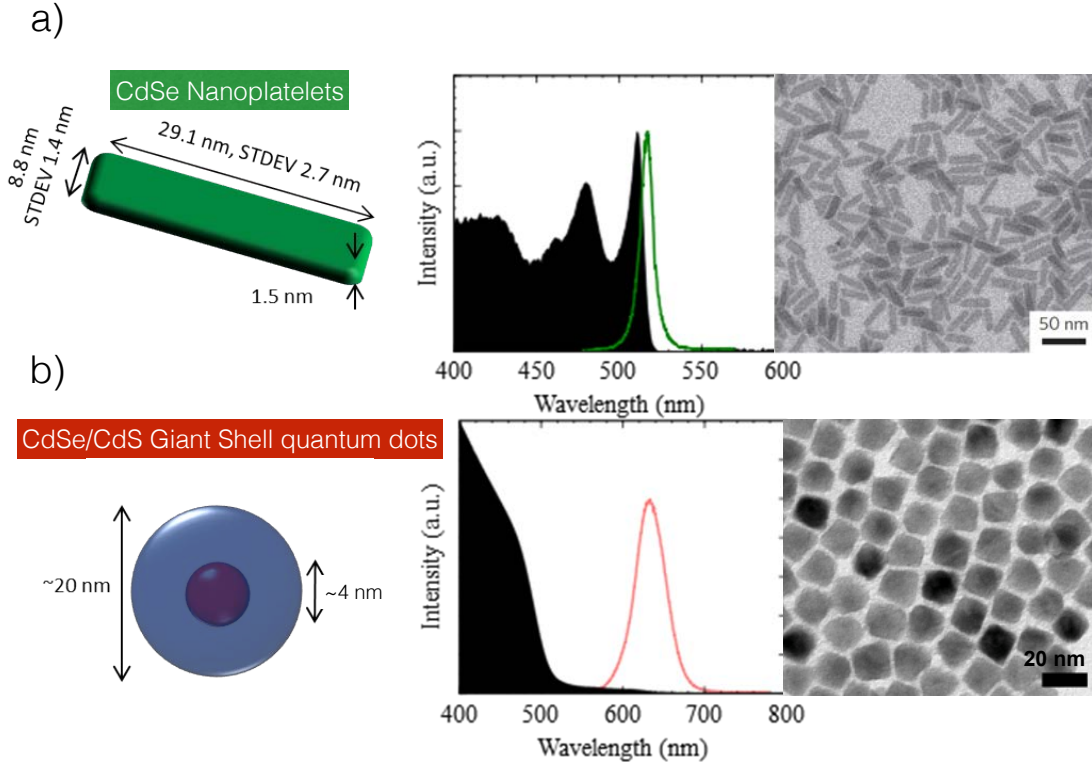 a)
CdSe Nanoplatelets
29.1 nm, STDEV 2.7 nm
8.8 nm
STDEV 1.4 nm
1.5 nm
Intensity (a.u.)
400 450 500 550 600
Wavelength (nm)
50 nm
b)
CdSe/CdS Giant Shell quantum dots
~20 nm
~4 nm
Intensity (a.u.)
400 500 600 700 800
Wavelength (nm)
20 nm